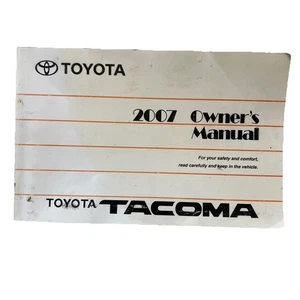 TOYOTA
2007 Owner's
Manual
For your safety and comfort,
read carefully and keep in the vehicle.
TOYOTA TACOMA